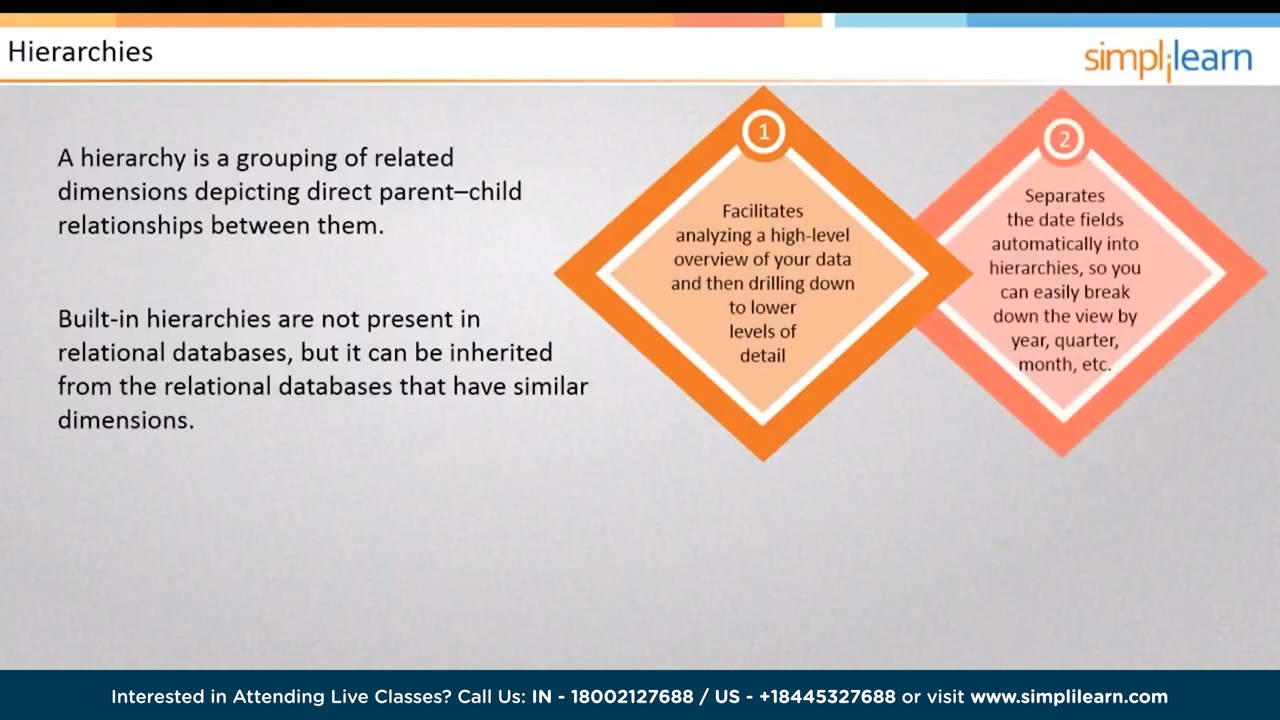 Hierarchies
simplilearn
A hierarchy is a grouping of related
dimensions depicting direct parent–child
relationships between them.
Built-in hierarchies are not present in
relational databases, but it can be inherited
from the relational databases that have similar
dimensions.
1
Facilitates
analyzing a high-level
overview of your data
and then drilling down
to lower
levels of
detail
2
Separates
the date fields
automatically into
hierarchies, so you
can easily break
down the view by
year, quarter,
month, etc.
Interested in Attending Live Classes? Call Us: IN - 18002127688 / US - +18445327688 or visit www.simplilearn.com